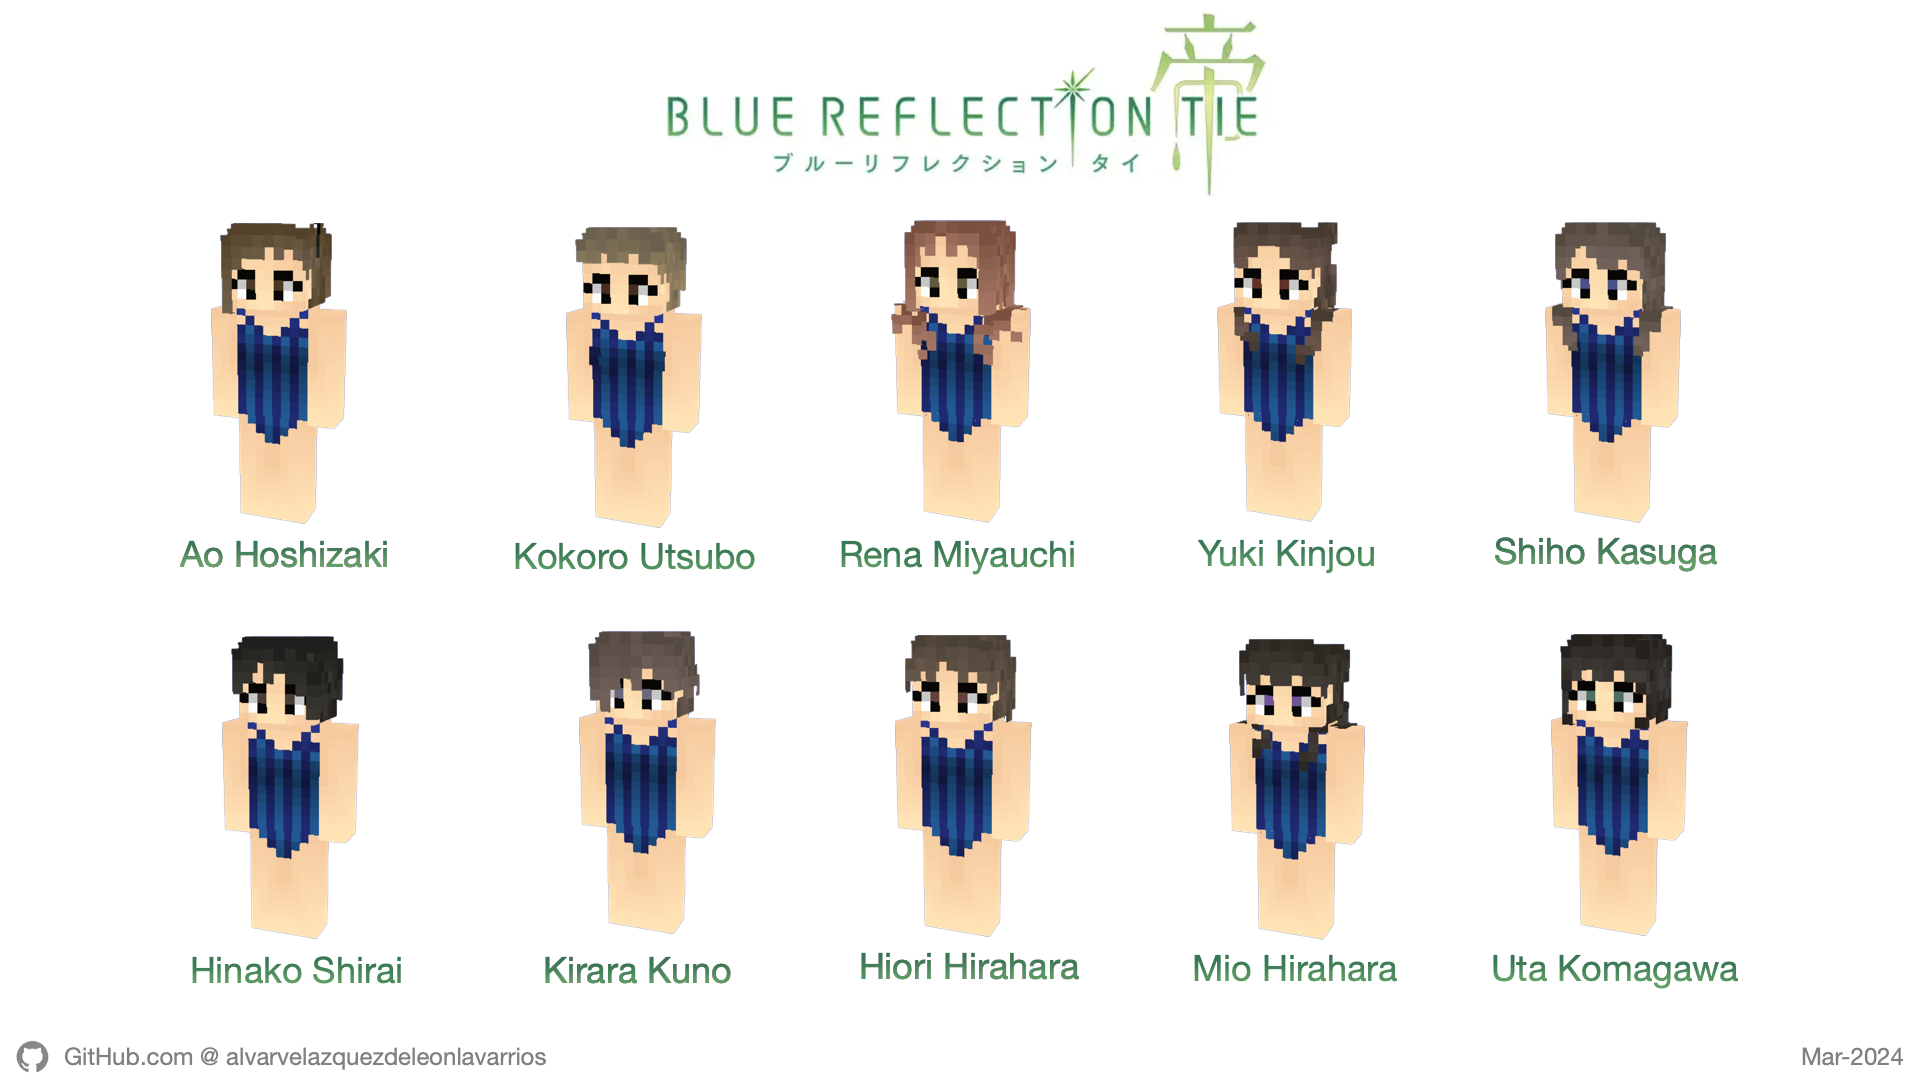 帝
BLUE REFLECTION TIE
ブルーリフレクション タイ
Ao Hoshizaki
Kokoro Utsubo
Rena Miyauchi
Yuki Kinjou
Shiho Kasuga
Hinako Shirai
Kirara Kuno
Hiori Hirahara
Mio Hirahara
Uta Komagawa
GitHub.com @ alvarvelazquezdeleonlavarrios
Mar-2024